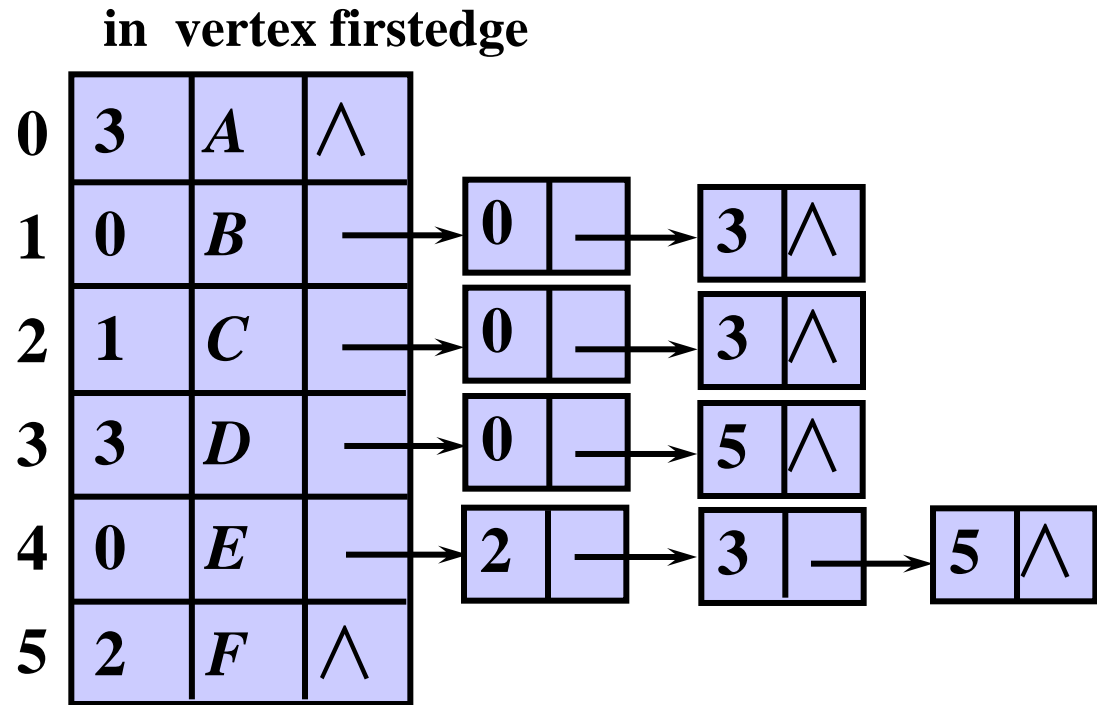 in vertex firstedge
0 3 A ∧
1 0 B 0 3 ∧
2 1 C 0 3 ∧
3 3 D 0 5 ∧
4 0 E 2 3 5 ∧
5 2 F ∧